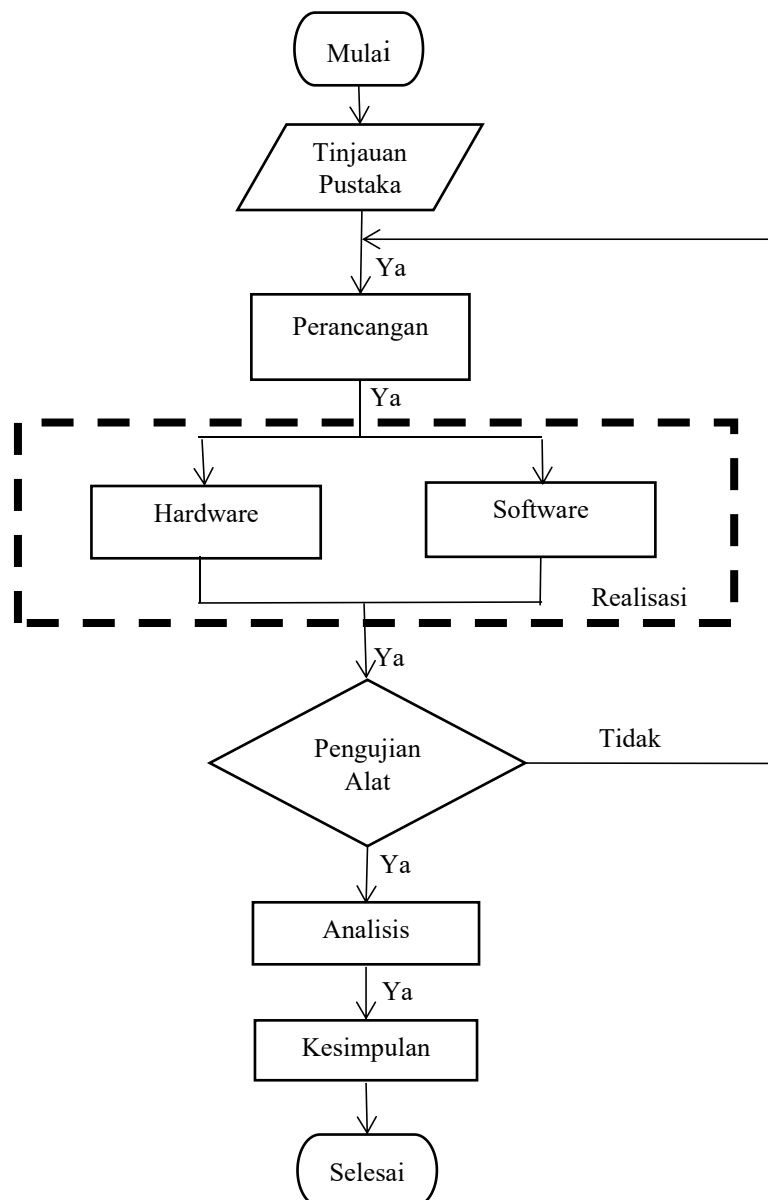 Mulai
Tinjauan
Pustaka
Ya
Perancangan
Ya
Hardware
Software
Realisasi
Ya
Pengujian
Alat
Tidak
Ya
Analisis
Ya
Kesimpulan
Selesai